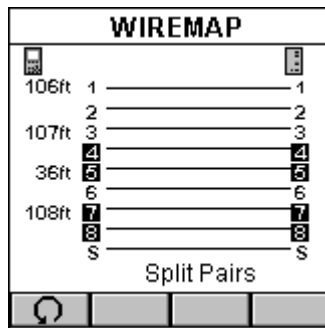 WIREMAP
106ft 1 1
2 2
107ft 3 3
4 4
36ft 5 5
6 6
108ft 7 7
8 8
S S
Split Pairs